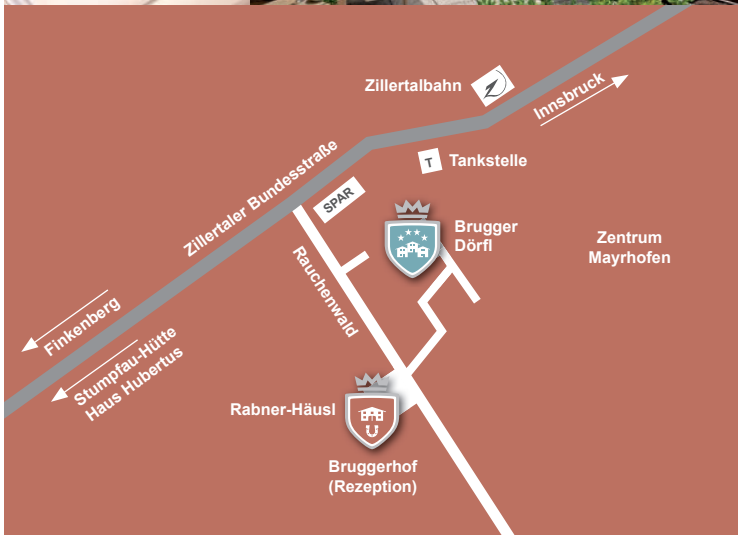 Zillertalbahn
Innsbruck
T
Tankstelle
Zillertaler Bundesstraße
SPAR
Brugger
Dörfl
Zentrum
Mayrhofen
Rauchenwald
Finkenberg
Stumpfau-Hütte
Haus Hubertus
Rabner-Häusl
Bruggerhof
(Rezeption)